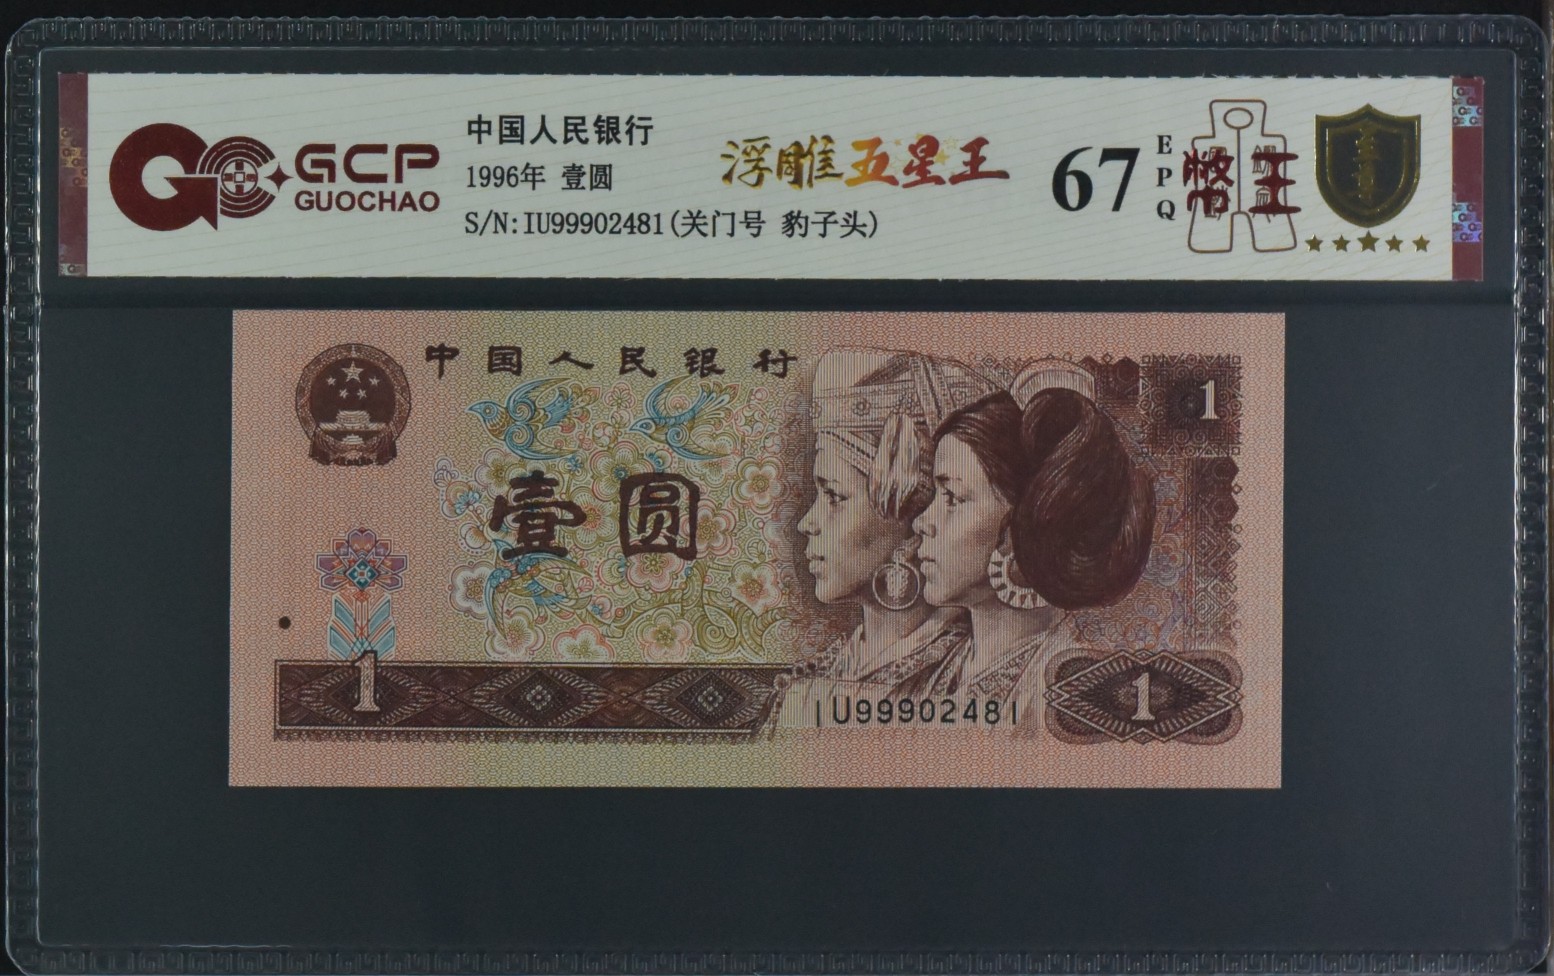 GCP
GUOCHAO
中国人民银行
1996年 壹圆
S/N:IU99902481(关门号 豹子头)
浮雕五星王
67
EPQ
幣王
中国人民银行
1
壹圆
1
IU99902481
1